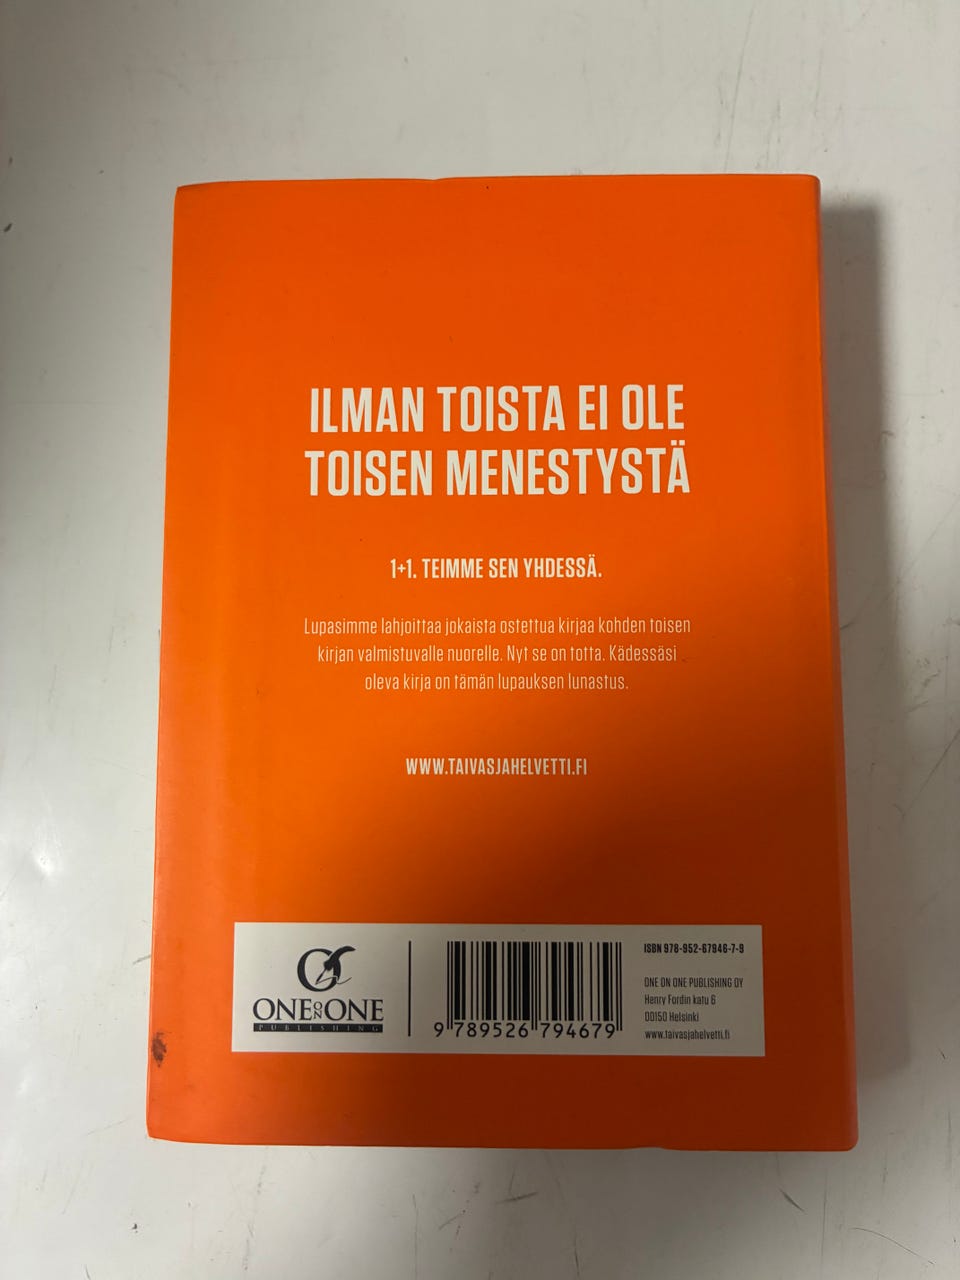 ILMAN TOISTA EI OLE
TOISEN MENESTYSTÄ
1+1. TEIMME SEN YHDESSÄ.
Lupasimme lahjoittaa jokaista ostettua kirjaa kohden toisen
kirjan valmistuvalle nuorelle. Nyt se on totta. Kädessäsi
oleva kirja on tämän lupauksen lunastus.
WWW.TAIVASJAHELVETTI.FI
ONE ON ONE
PUBLISHING
9 789526 794679
ISBN 978-952-67946-7-9
ONE ON ONE PUBLISHING OY
Henry Fordin katu 6
00150 Helsinki
www.taivasjahelvetti.fi